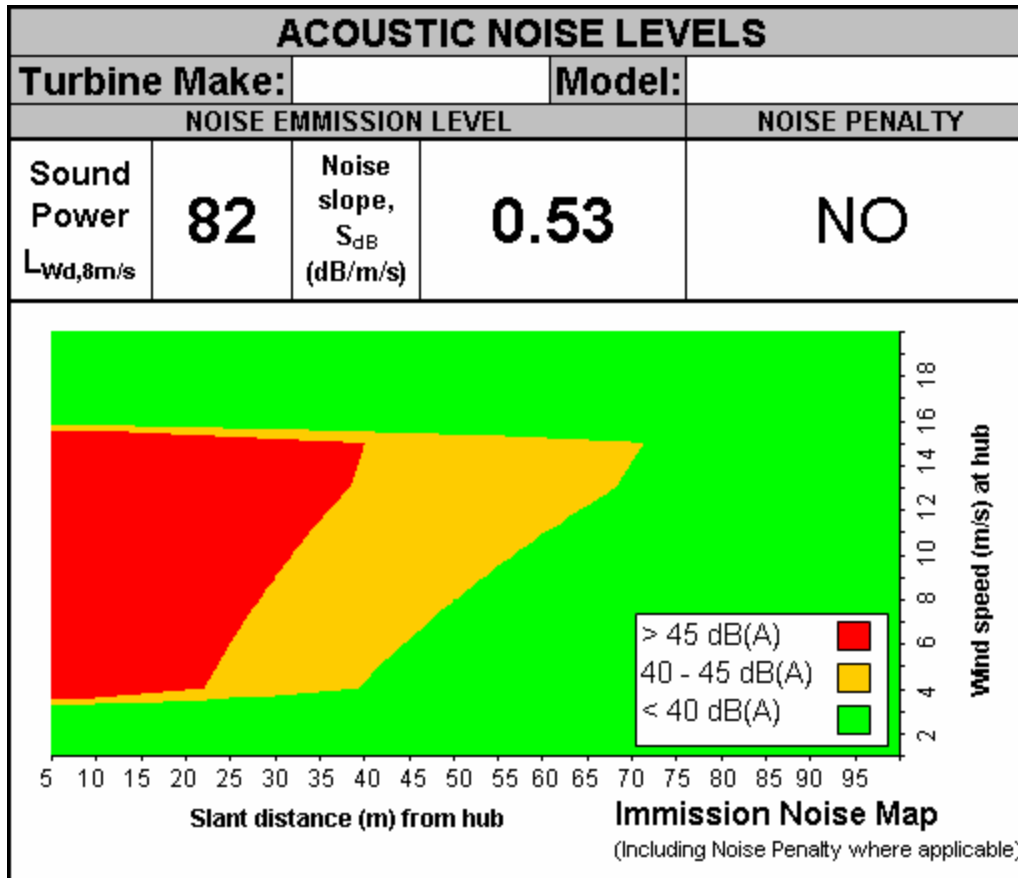 ACOUSTIC NOISE LEVELS
Turbine Make: Model:
NOISE EMMISSION LEVEL NOISE PENALTY
Sound Power LWd,8m/s 82 Noise slope, SdB (dB/m/s) 0.53 NO
18
16
14
12
10
8
6
4
2
Wind speed (m/s) at hub
> 45 dB(A)
40 - 45 dB(A)
< 40 dB(A)
5 10 15 20 25 30 35 40 45 50 55 60 65 70 75 80 85 90 95
Slant distance (m) from hub
Immission Noise Map
(Including Noise Penalty where applicable)